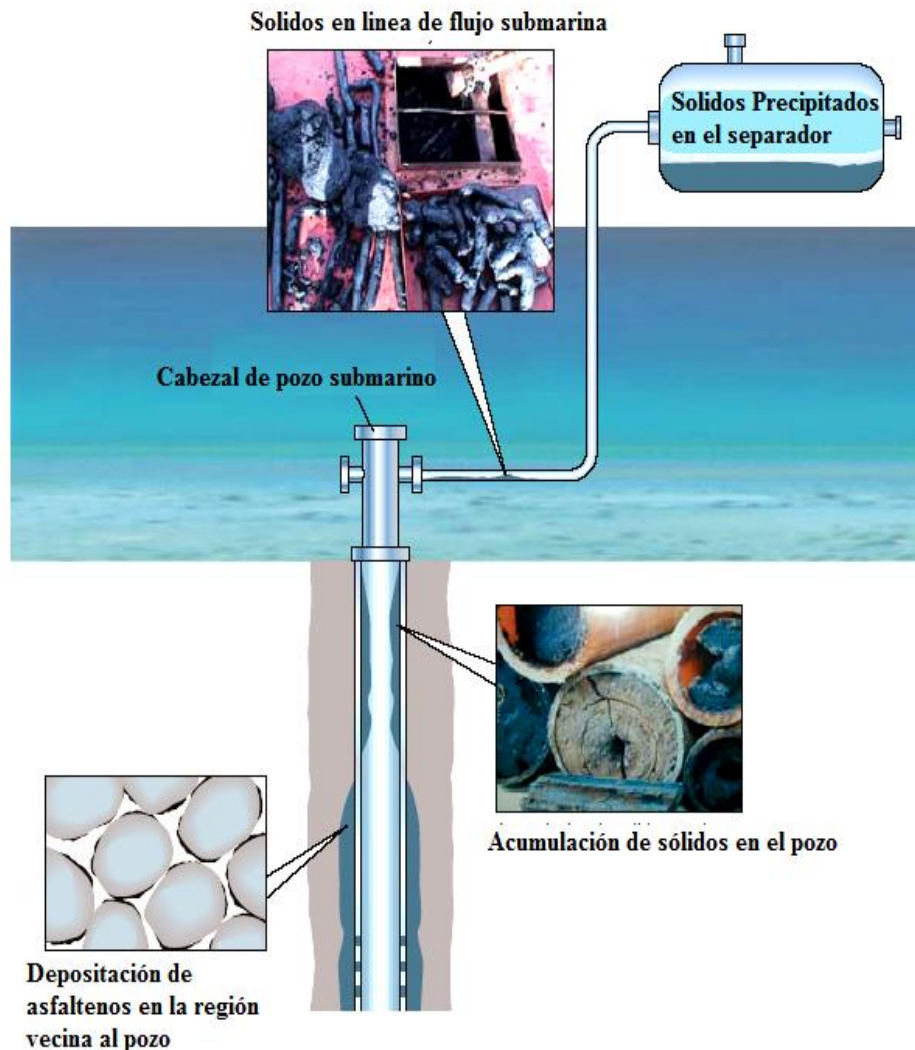 Solidos en linea de flujo submarina
Solidos Precipitados
en el separador
Cabezal de pozo submarino
Acumulación de sólidos en el pozo
Depositación de
asfaltenos en la región
vecina al pozo